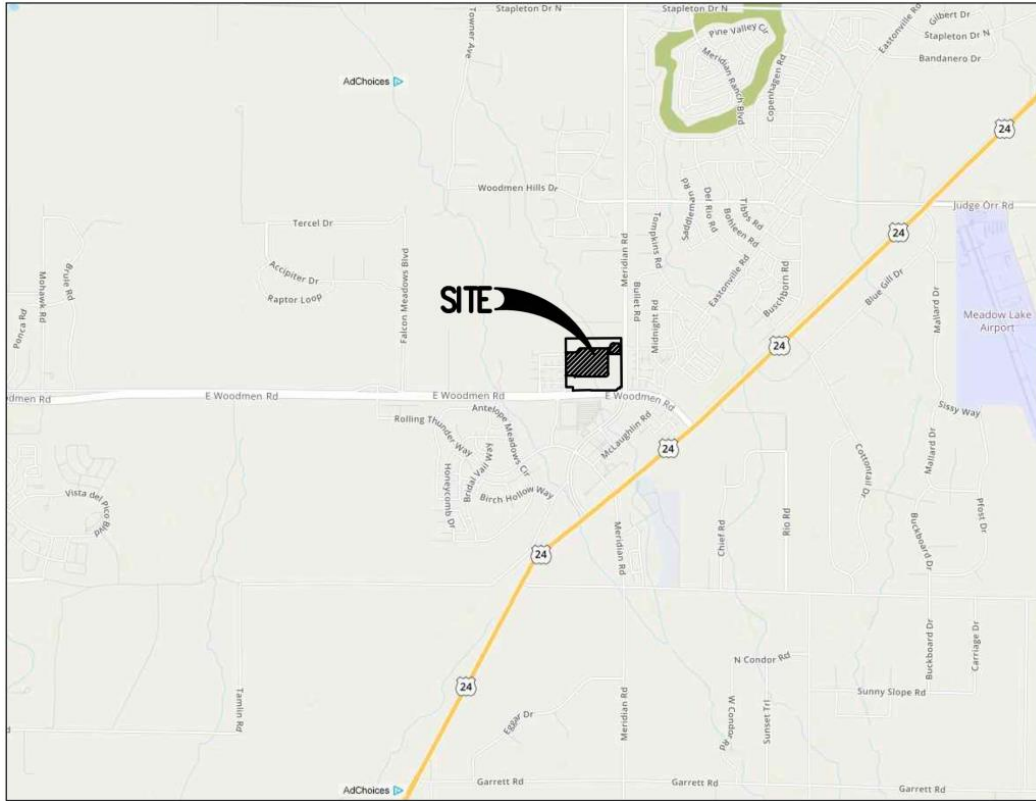 Stapleton Dr N
Stapleton Dr N
Towner Ave
Eastonville Rd
Gilbert Dr
Stapleton Dr N
Bandanero Dr
Pine Valley Cir
Meridian Ranch Blvd
Copenhagen Rd
AdChoices
24
Woodmen Hills Dr
Judge Orr Rd
Saddleman Rd
Del Rio Rd
Tibbs Rd
Bohleen Rd
Tercel Dr
Tompkins Rd
Meridian Rd
24
Accipiter Dr
Raptor Loop
Falcon Meadows Blvd
Eastonville Rd
Buschborn Rd
Blue Gill Dr
Brule Rd
Mohawk Rd
Ponca Rd
SITE
Bullet Rd
Midnight Rd
Mallard Dr
Meadow Lake
Airport
24
dmen Rd
E Woodmen Rd
E Woodmen Rd
E Woodmen Rd
Antelope Meadows Cir
Rolling Thunder Way
McLaughlin Rd
Sissy Way
24
Bridal Vail Way
Honeycomb Dr
Birch Hollow Way
Vista del Pico Blvd
Cottontail Dr
Mallard Dr
Pfost Dr
Buckboard Dr
Chief Rd
Rio Rd
Meridian Rd
24
Buckboard Dr
Carriage Dr
N Condor Rd
24
Tamlin Rd
Eggar Dr
Meridian Rd
W Condor Rd
Sunset Trl
Sunny Slope Rd
d
AdChoices
Garrett Rd
Garrett Rd
Garrett Rd